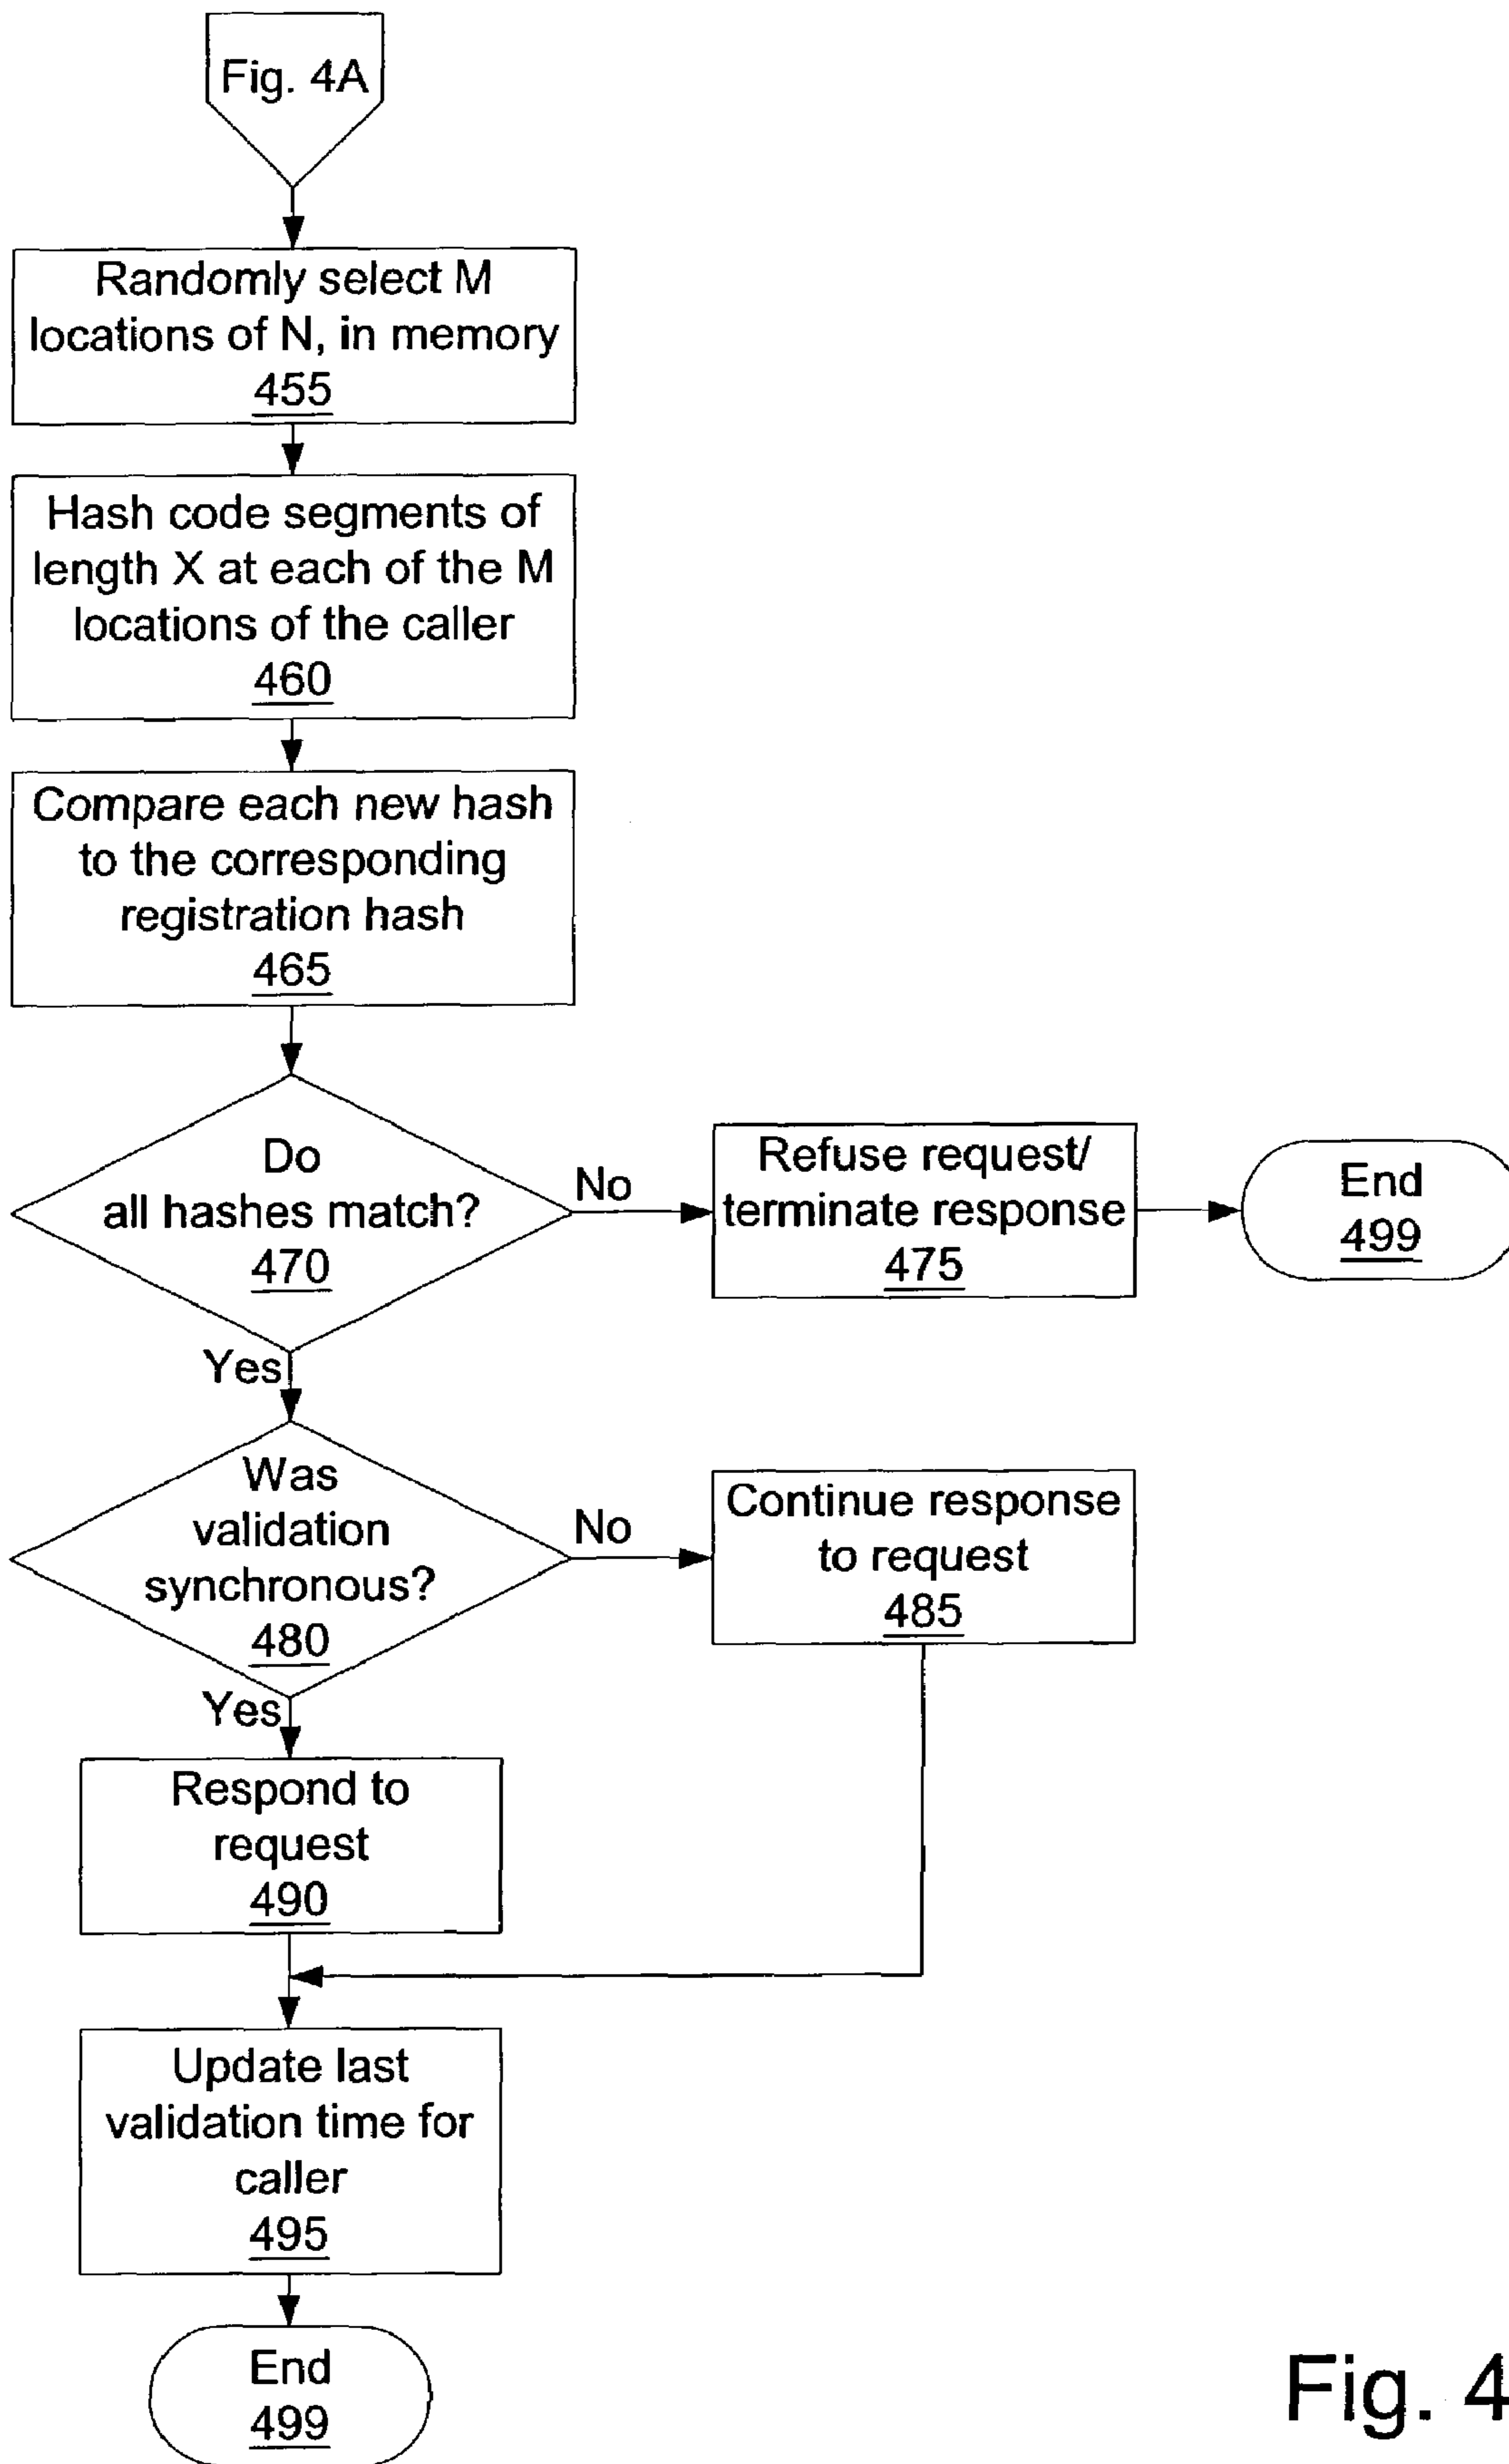 Fig. 4A
Randomly select M
locations of N, in memory
455
Hash code segments of
length X at each of the M
locations of the caller
460
Compare each new hash
to the corresponding
registration hash
465
Do
all hashes match?
470
No
Refuse request/
terminate response
475
End
499
Yes
Was
validation
synchronous?
480
No
Continue response
to request
485
Yes
Respond to
request
490
Update last
validation time for
caller
495
End
499
Fig. 4